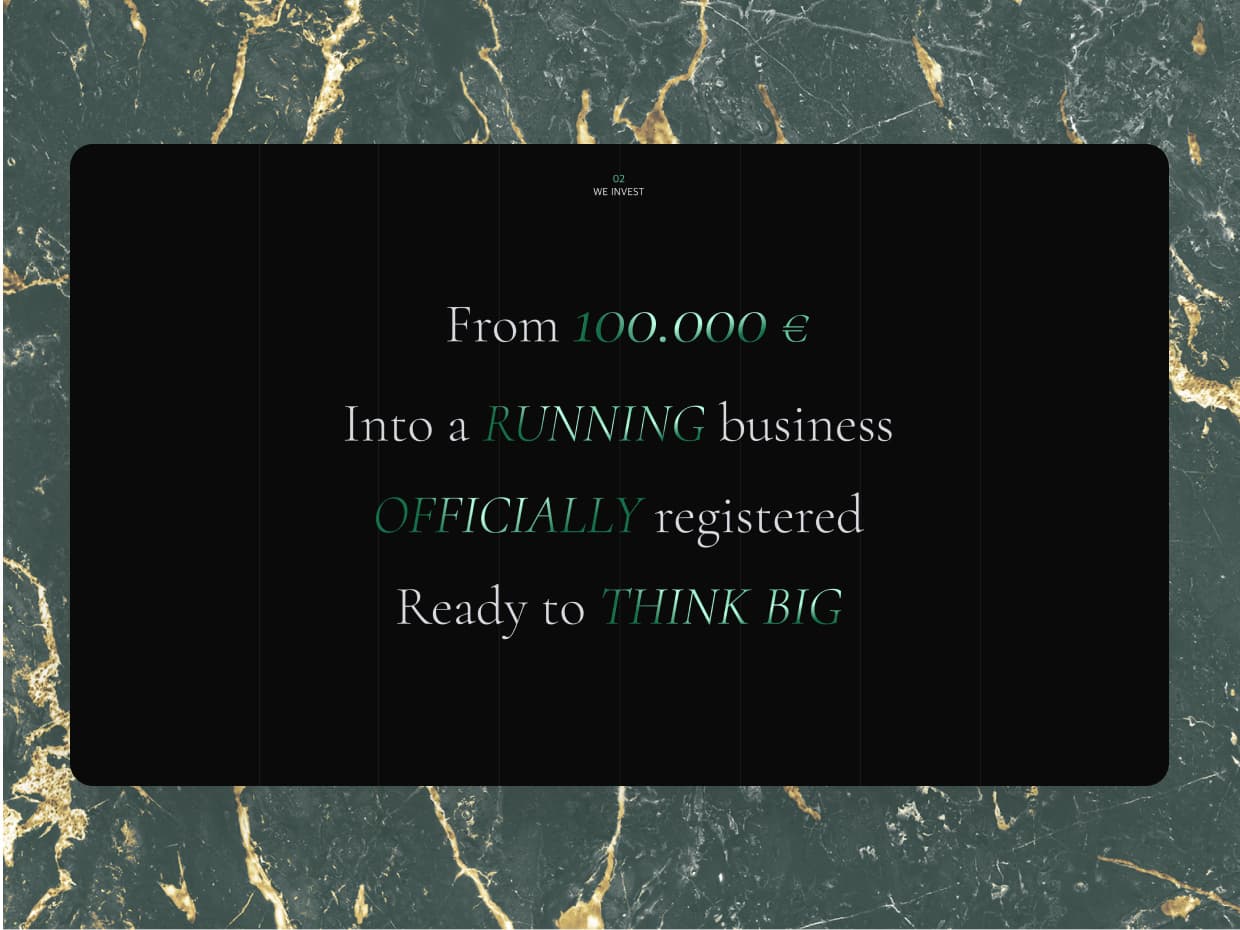 02
WE INVEST
From 100.000 €
Into a RUNNING business
OFFICIALLY registered
Ready to THINK BIG